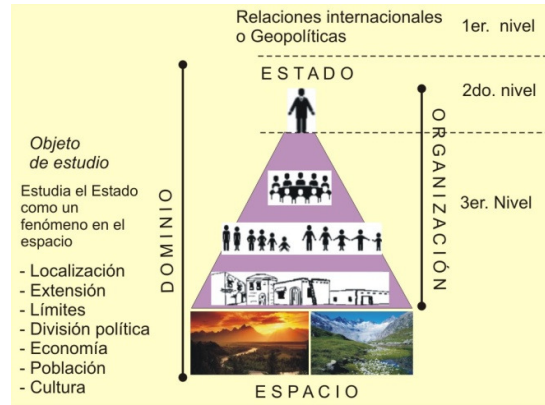 Relaciones internacionales
o Geopolíticas
1er. nivel
ESTADO
2do. nivel
ORGANIZACIÓN
3er. Nivel
DOMINIO
Objeto
de estudio
Estudia el Estado
como un
fenómeno en el
espacio
- Localización
- Extensión
- Límites
- División política
- Economía
- Población
- Cultura
ESPACIO